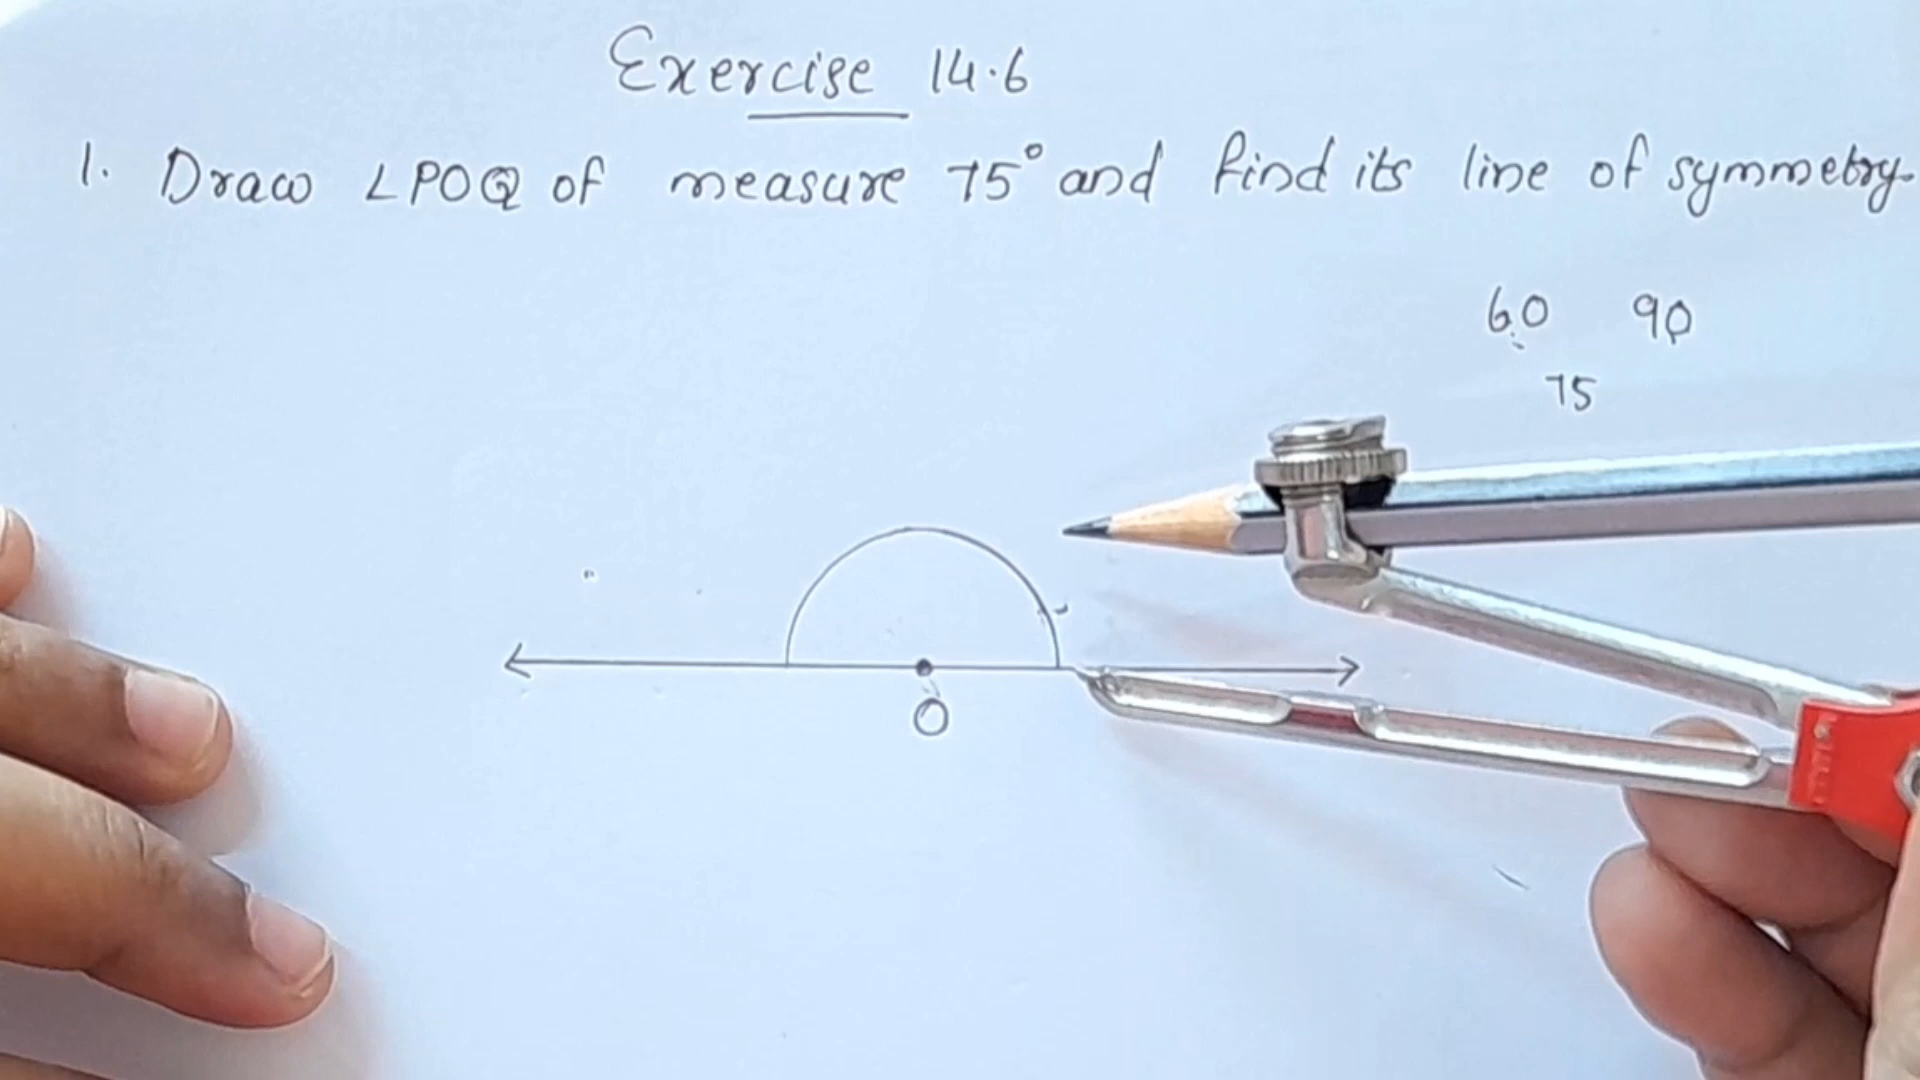 Exercise 14.6
1. Draw ∠POQ of measure 75° and find its line of symmetry.
60 90
75
O